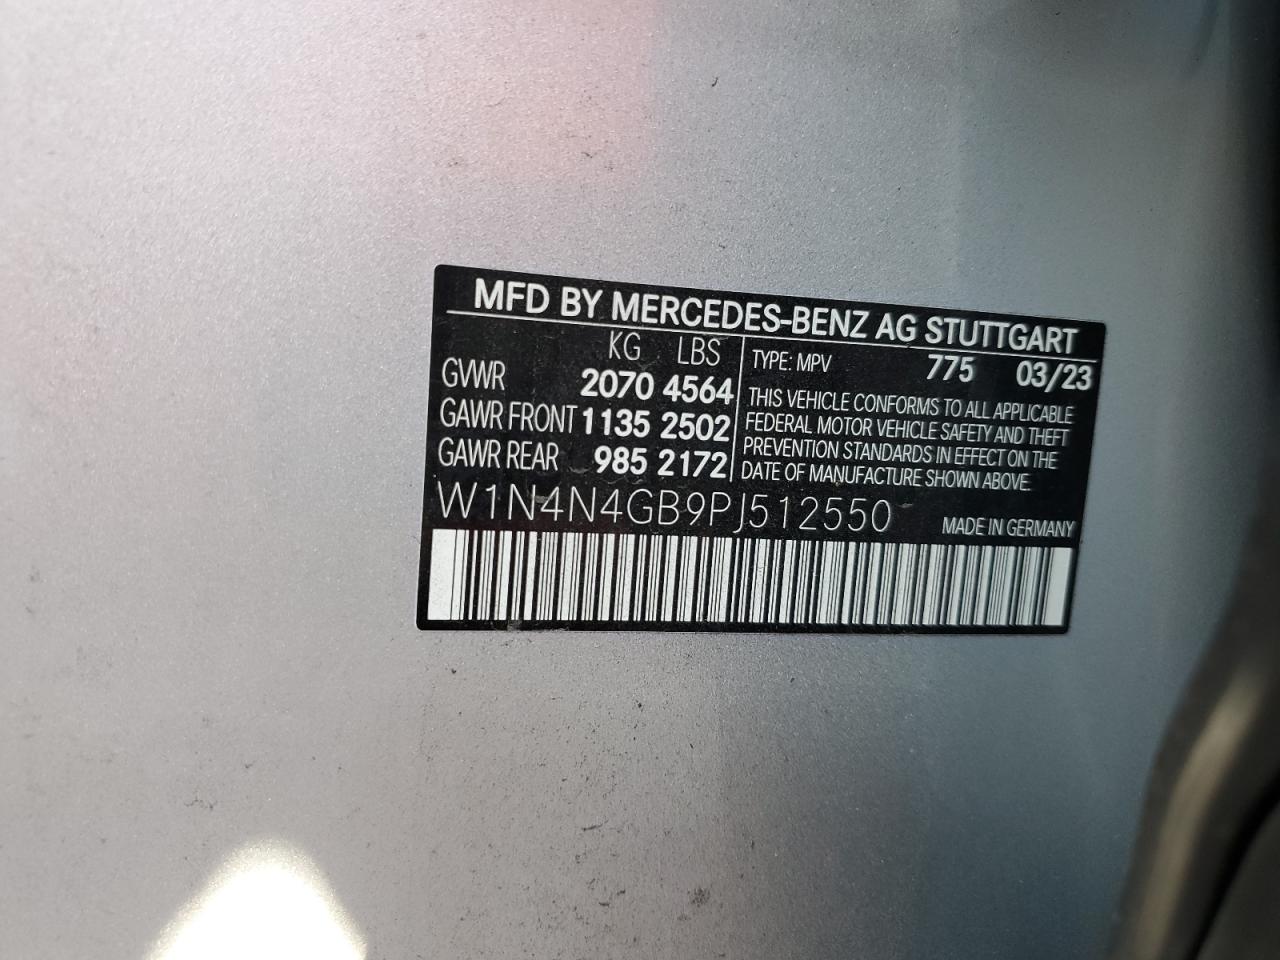 MFD BY MERCEDES-BENZ AG STUTTGART
KG LBS
GVWR 2070 4564
GAWR FRONT 1135 2502
GAWR REAR 985 2172
TYPE: MPV 775 03/23
THIS VEHICLE CONFORMS TO ALL APPLICABLE
FEDERAL MOTOR VEHICLE SAFETY AND THEFT
PREVENTION STANDARDS IN EFFECT ON THE
DATE OF MANUFACTURE SHOWN ABOVE.
W1N4N4GB9PJ512550
MADE IN GERMANY